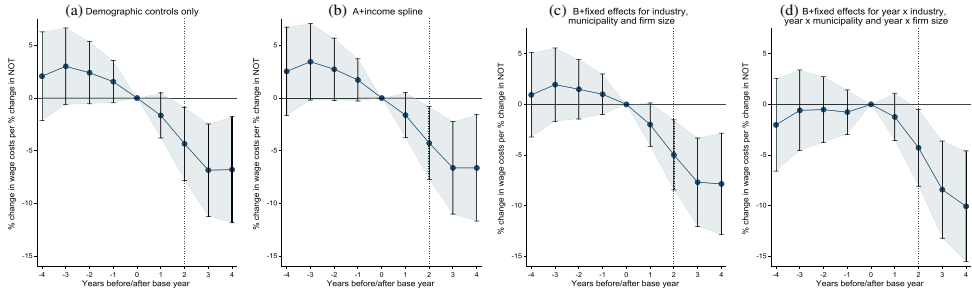 (a) Demographic controls only
% change in wage costs per % change in NOT
5
0
-5
-10
-15
-4 -3 -2 -1 0 1 2 3 4
Years before/after base year
(b) A+income spline
% change in wage costs per % change in NOT
5
0
-5
-10
-15
-4 -3 -2 -1 0 1 2 3 4
Years before/after base year
(c) B+fixed effects for industry,
municipality and firm size
% change in wage costs per % change in NOT
5
0
-5
-10
-15
-4 -3 -2 -1 0 1 2 3 4
Years before/after base year
(d) B+fixed effects for year x industry,
year x municipality and year x firm size
% change in wage costs per % change in NOT
5
0
-5
-10
-15
-4 -3 -2 -1 0 1 2 3 4
Years before/after base year